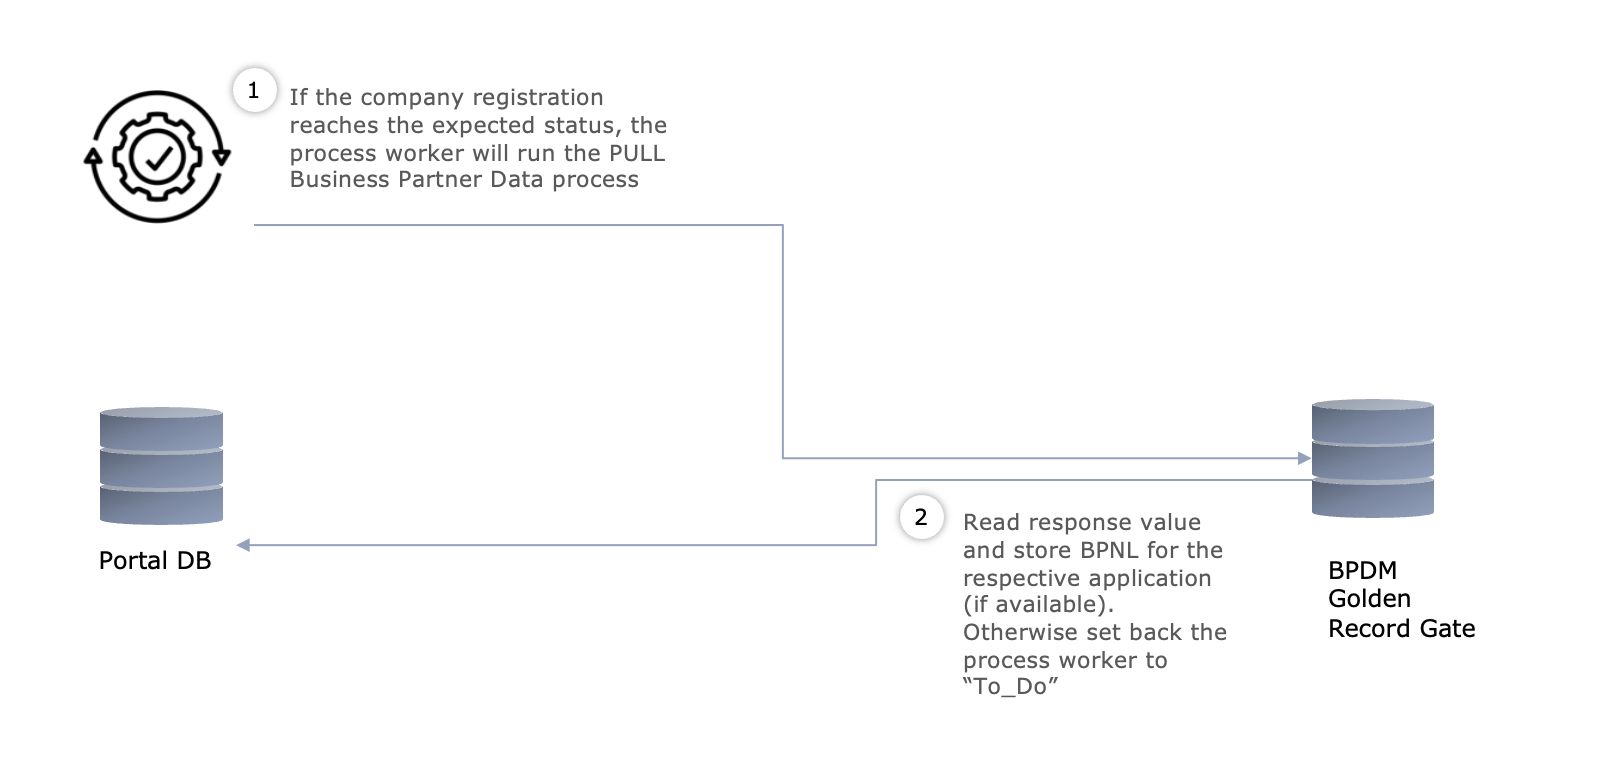 1
If the company registration
reaches the expected status, the
process worker will run the PULL
Business Partner Data process
Portal DB
2
Read response value
and store BPNL for the
respective application
(if available).
Otherwise set back the
process worker to
“To_Do”
BPDM
Golden
Record Gate